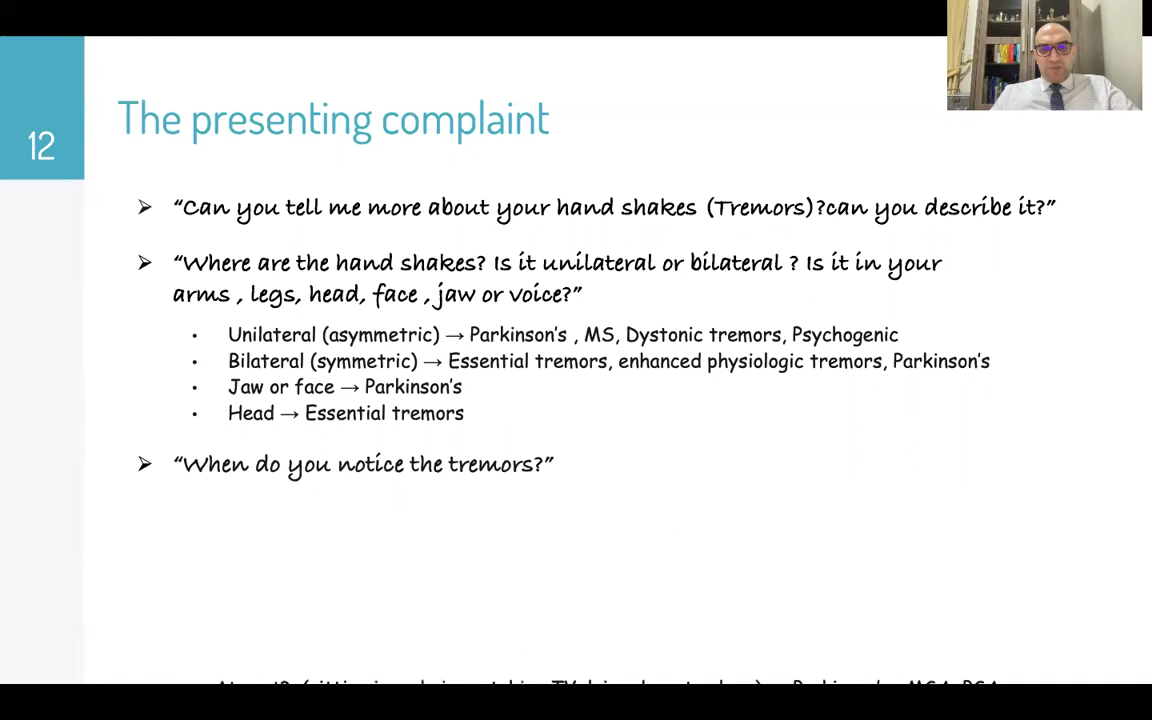 The presenting complaint
12
➢ “Can you tell me more about your hand shakes (Tremors)?can you describe it?”
➢ “Where are the hand shakes? Is it unilateral or bilateral ? Is it in your
arms , legs, head, face , jaw or voice?”
• Unilateral (asymmetric) → Parkinson’s , MS, Dystonic tremors, Psychogenic
• Bilateral (symmetric) → Essential tremors, enhanced physiologic tremors, Parkinson’s
• Jaw or face → Parkinson’s
• Head → Essential tremors
➢ “When do you notice the tremors?”